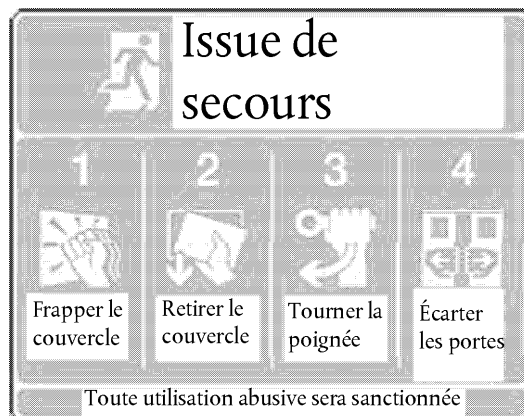 Issue de
secours
1 2 3 4
Frapper le
couvercle
Retirer le
couvercle
Tourner la
poignée
Écarter
les portes
Toute utilisation abusive sera sanctionnée